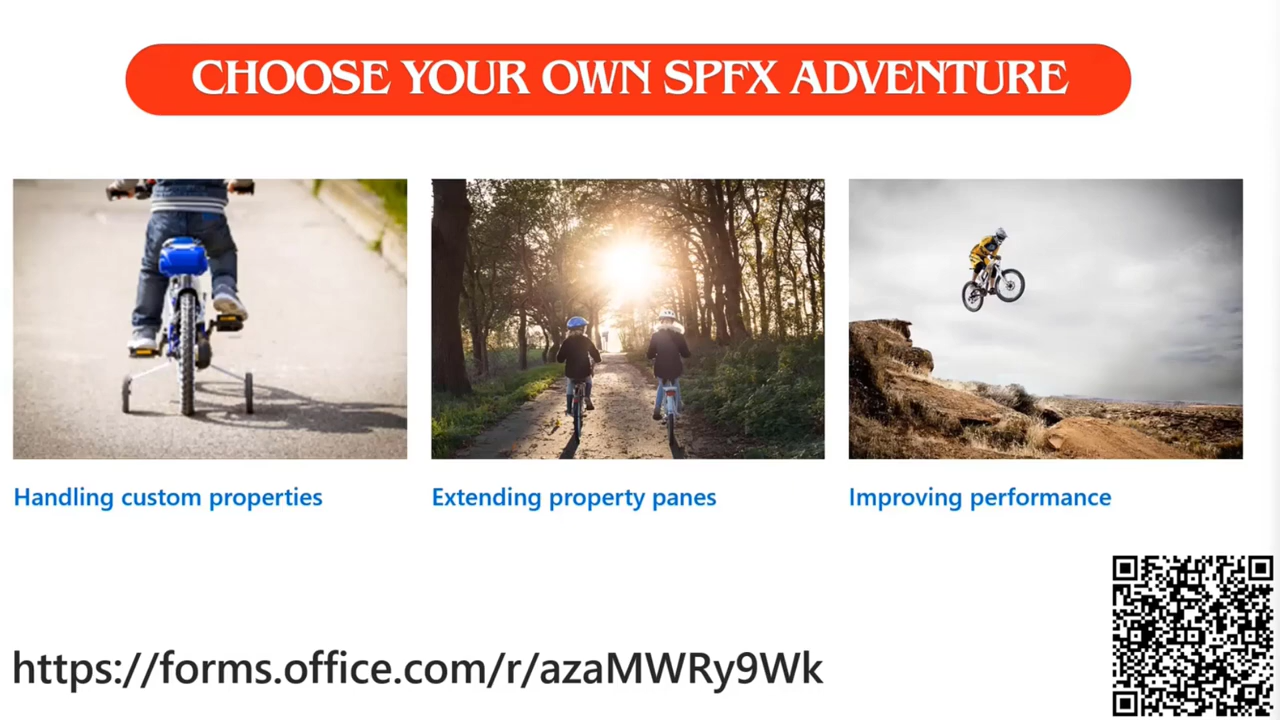 CHOOSE YOUR OWN SPFX ADVENTURE
Handling custom properties
Extending property panes
Improving performance
https://forms.office.com/r/azaMWRy9Wk